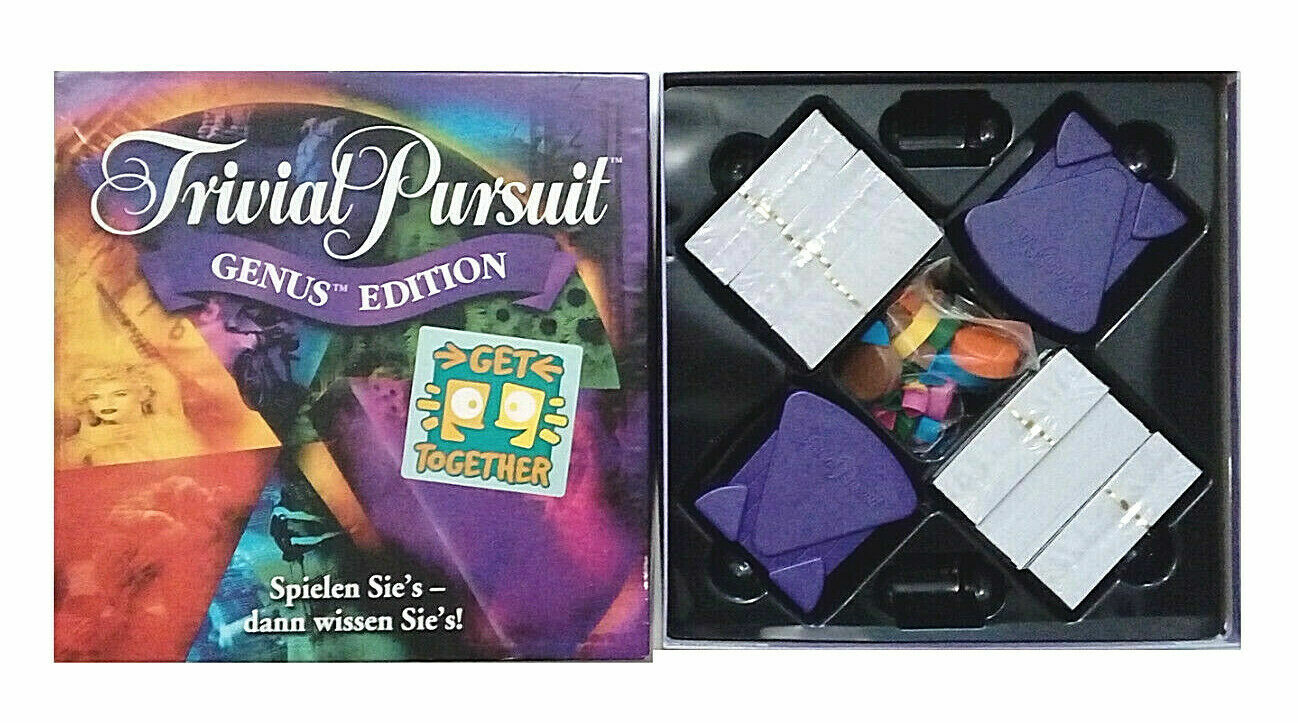 Trivial Pursuit™
GENUS™ EDITION
GET
TOGETHER
Spielen Sie's –
dann wissen Sie's!